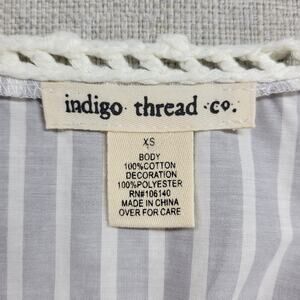 indigo thread co.
XS
BODY
100%COTTON
DECORATION
100%POLYESTER
RN#106140
MADE IN CHINA
OVER FOR CARE